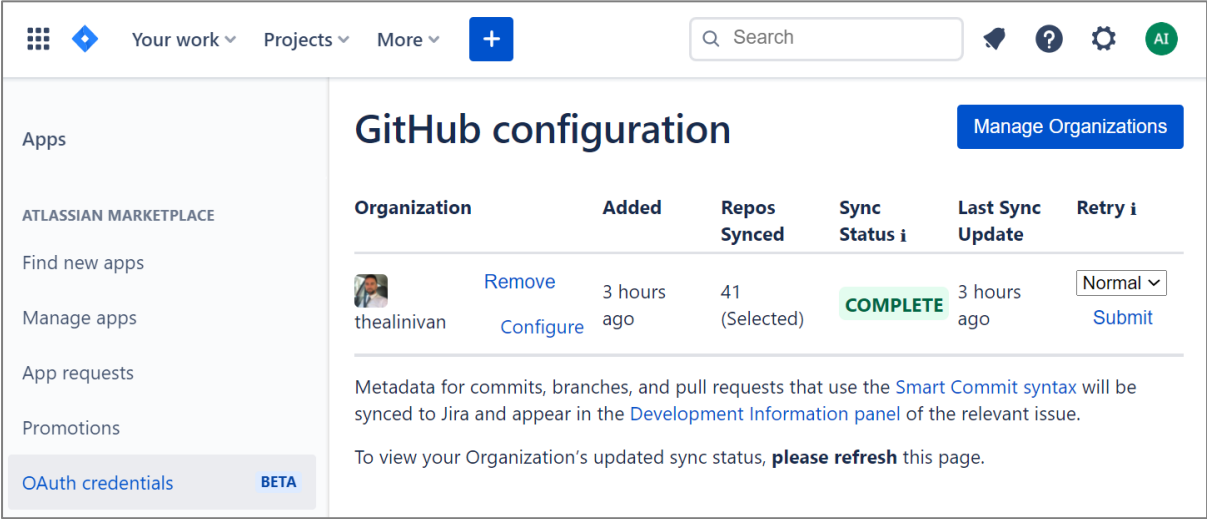 Your work Projects More + Search ? AI
Apps
ATLASSIAN MARKETPLACE
Find new apps
Manage apps
App requests
Promotions
OAuth credentials BETA
GitHub configuration
Manage Organizations
Organization Added Repos Synced Sync Status i Last Sync Update Retry i
thealinivan Remove Configure 3 hours ago 41 (Selected) COMPLETE 3 hours ago Normal Submit
Metadata for commits, branches, and pull requests that use the Smart Commit syntax will be
synced to Jira and appear in the Development Information panel of the relevant issue.
To view your Organization’s updated sync status, please refresh this page.